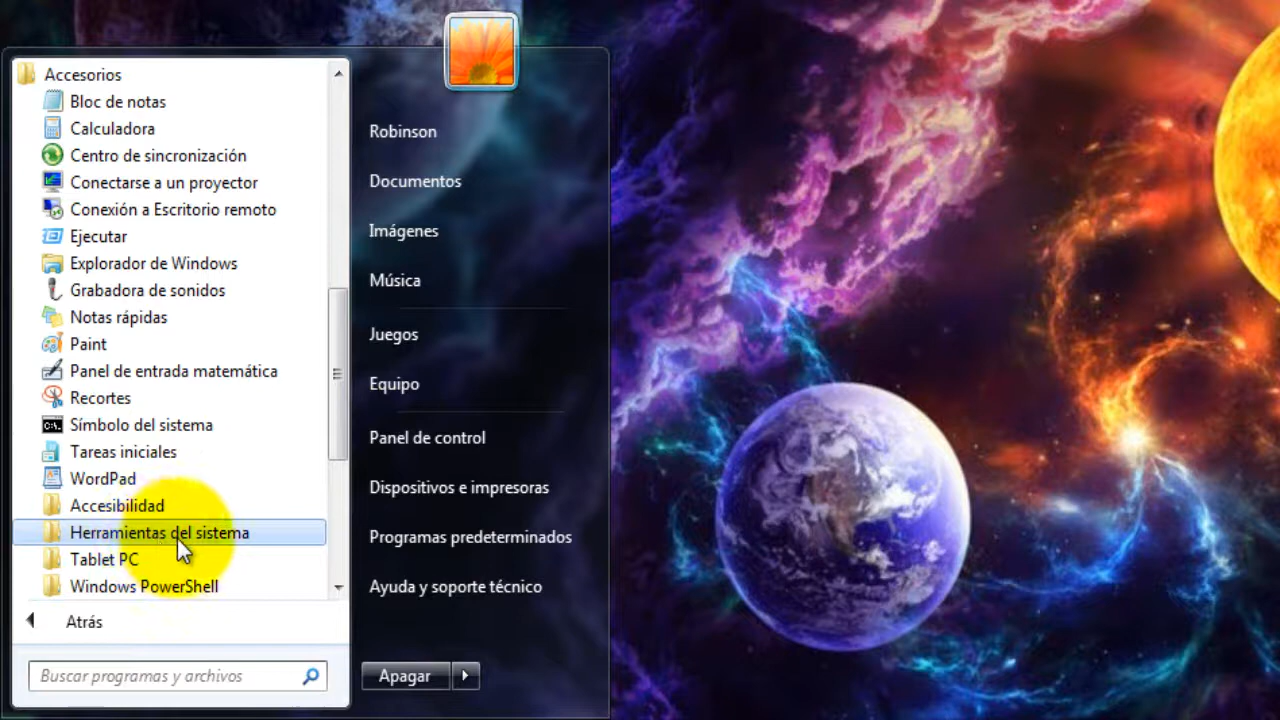 Accesorios
Bloc de notas
Calculadora
Centro de sincronización
Conectarse a un proyector
Conexión a Escritorio remoto
Ejecutar
Explorador de Windows
Grabadora de sonidos
Notas rápidas
Paint
Panel de entrada matemática
Recortes
Símbolo del sistema
Tareas iniciales
WordPad
Accesibilidad
Herramientas del sistema
Tablet PC
Windows PowerShell
Atrás
Buscar programas y archivos
Robinson
Documentos
Imágenes
Música
Juegos
Equipo
Panel de control
Dispositivos e impresoras
Programas predeterminados
Ayuda y soporte técnico
Apagar